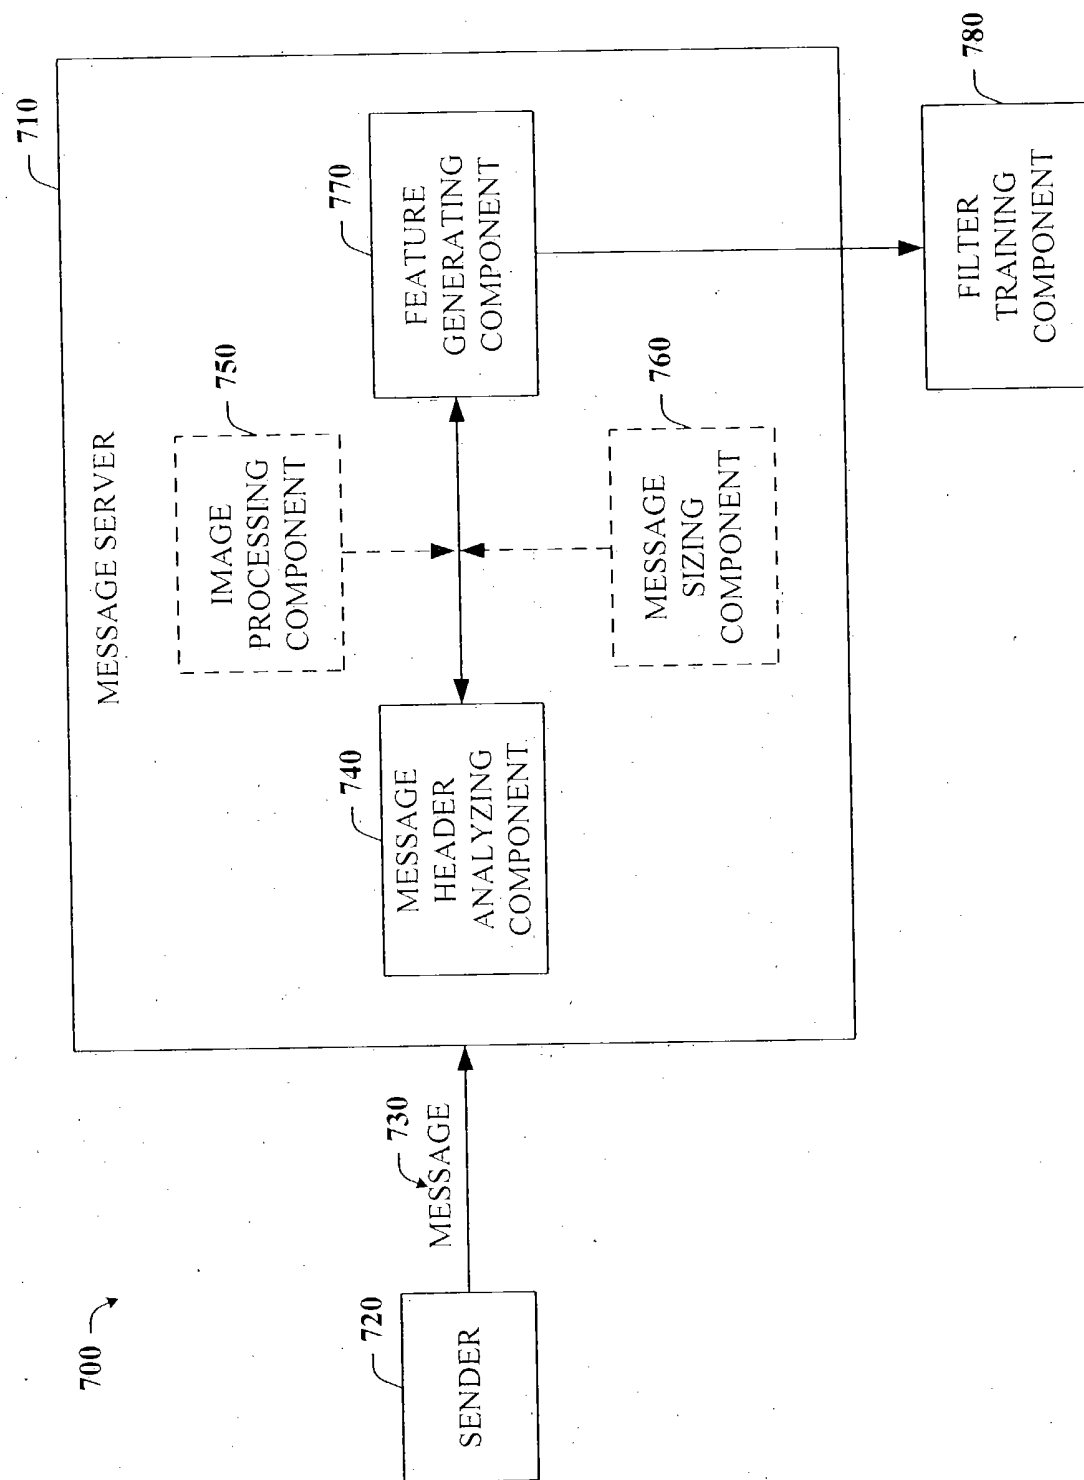 700
710
MESSAGE SERVER
720
SENDER
730
MESSAGE
740
MESSAGE
HEADER
ANALYZING
COMPONENT
750
IMAGE
PROCESSING
COMPONENT
760
MESSAGE
SIZING
COMPONENT
770
FEATURE
GENERATING
COMPONENT
780
FILTER
TRAINING
COMPONENT